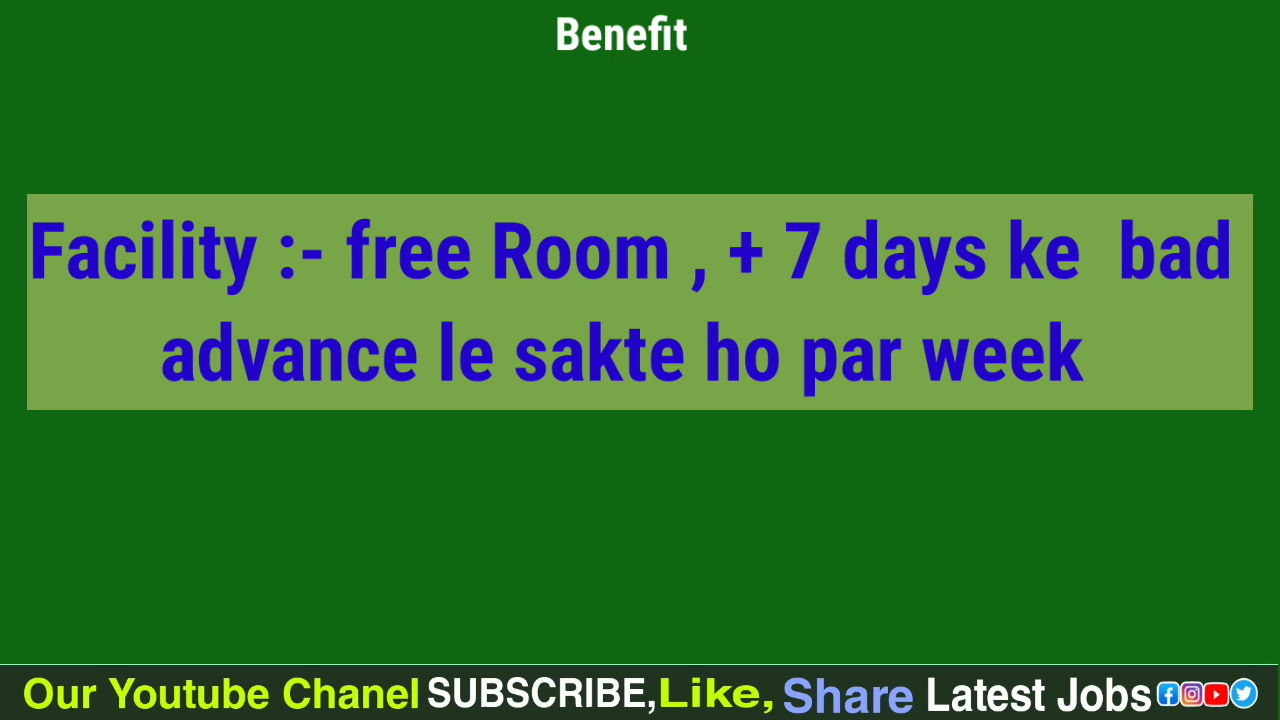 Benefit
Facility :- free Room , + 7 days ke bad
advance le sakte ho par week
Our Youtube Chanel SUBSCRIBE, Like, Share Latest Jobs